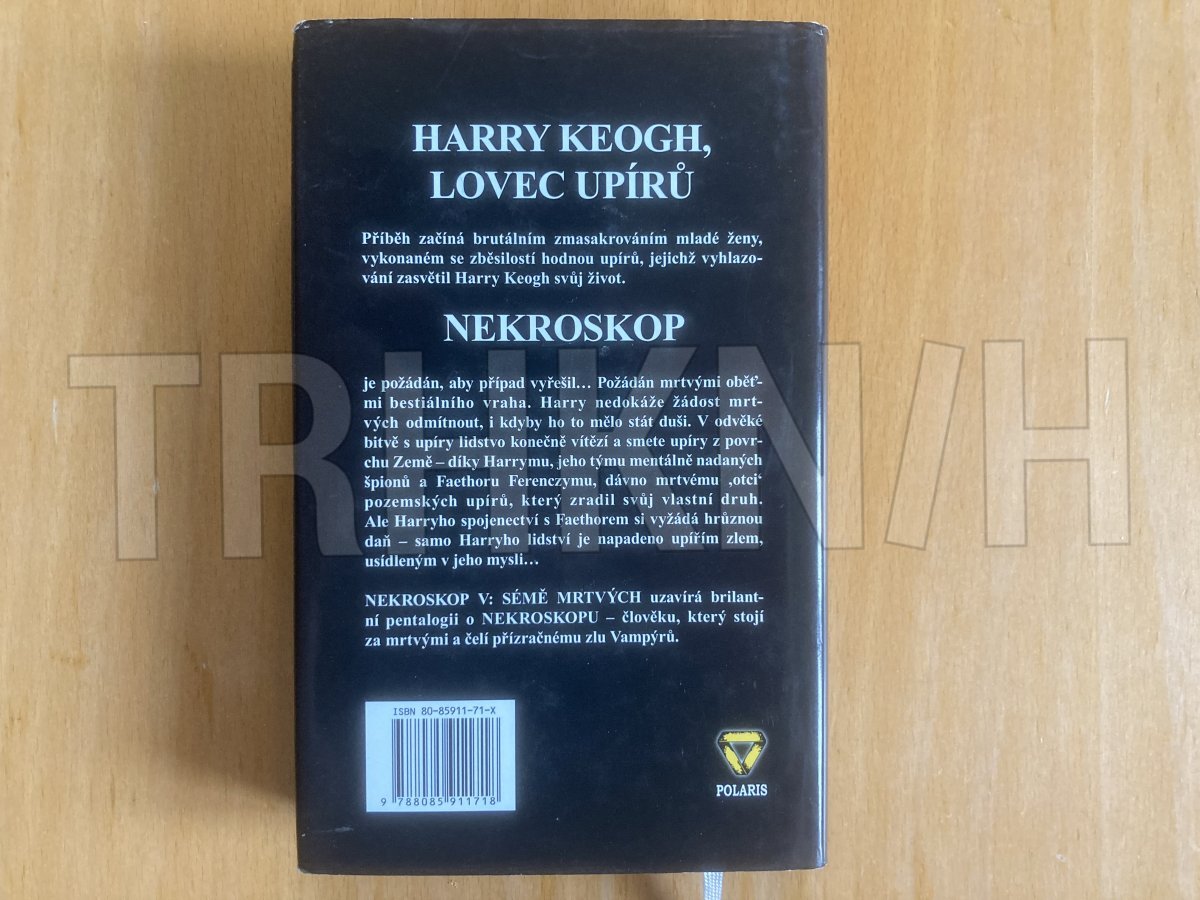 HARRY KEOGH,
LOVEC UPÍRŮ
Příběh začíná brutálním zmasakrováním mladé ženy,
vykonaném se zběsilostí hodnou upírů, jejichž vyhlazo-
vání zasvětil Harry Keogh svůj život.
NEKROSKOP
je požádán, aby případ vyřešil... Požádán mrtvými oběť-
mi bestiálního vraha. Harry nedokáže žádost mrt-
vých odmítnout, i kdyby ho to mělo stát duši. V odvěké
bitvě s upíry lidstvo konečně vítězí a smete upíry z povr-
chu Země – díky Harrymu, jeho týmu mentálně nadaných
špionů a Faethoru Ferenczymu, dávno mrtvému ‚otci‘
pozemských upírů, který zradil svůj vlastní druh.
Ale Harryho spojenectví s Faethorem si vyžádá hrůznou
daň – samo Harryho lidství je napadeno upířím zlem,
usídleným v jeho mysli...
NEKROSKOP V: SÉMĚ MRTVÝCH uzavírá brilant-
ní pentalogii o NEKROSKOPU – člověku, který stojí
za mrtvými a čelí přízračnému zlu Vampýrů.
ISBN 80-85911-71-X
9 788085 911718
POLARIS
TRHKN/H